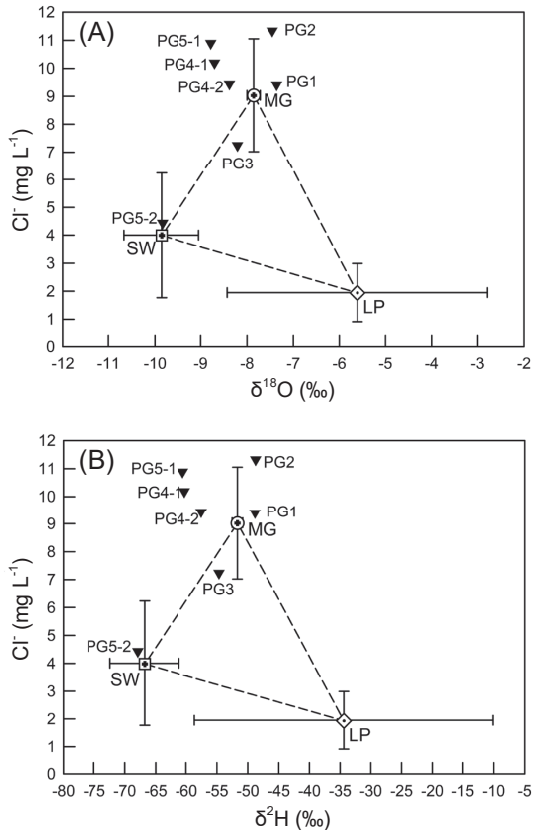 (A)
12
11
10
9
8
7
6
5
4
3
2
1
0
Cl⁻ (mg L⁻¹)
PG5-1
PG2
PG4-1
PG4-2
PG1
MG
PG3
PG5-2
SW
LP
-12
-11
-10
-9
-8
-7
-6
-5
-4
-3
-2
δ¹⁸O (‰)
(B)
12
11
10
9
8
7
6
5
4
3
2
1
0
Cl⁻ (mg L⁻¹)
PG5-1
PG2
PG4-1
PG4-2
PG1
MG
PG3
PG5-2
SW
LP
-80
-75
-70
-65
-60
-55
-50
-45
-40
-35
-30
-25
-20
-15
-10
-5
δ²H (‰)